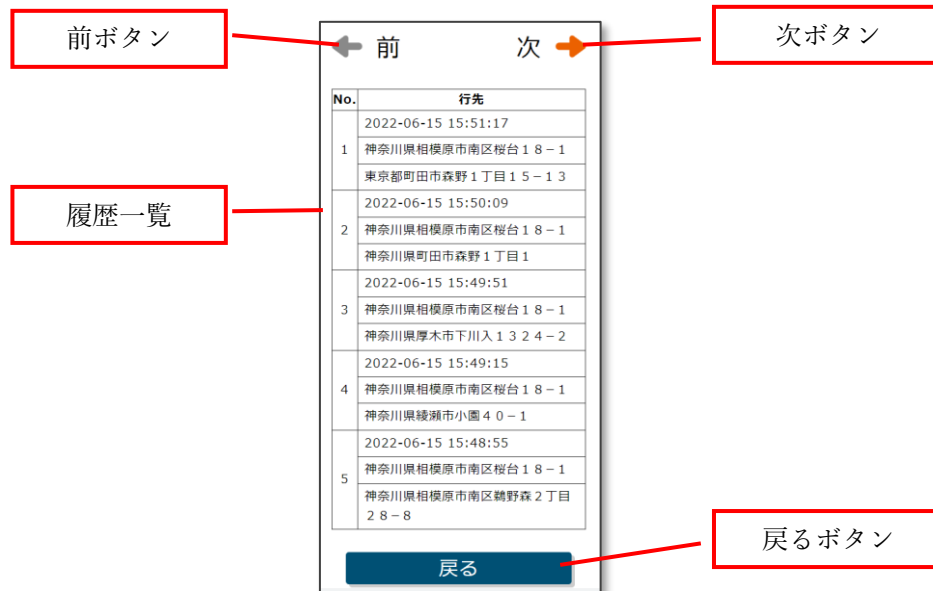 前ボタン
前
次
次ボタン
No.
行先
2022-06-15 15:51:17
1
神奈川県相模原市南区桜台１８−１
東京都町田市森野１丁目１５−１３
履歴一覧
2022-06-15 15:50:09
2
神奈川県相模原市南区桜台１８−１
神奈川県町田市森野１丁目１
2022-06-15 15:49:51
3
神奈川県相模原市南区桜台１８−１
神奈川県厚木市下川入１３２４−２
2022-06-15 15:49:15
4
神奈川県相模原市南区桜台１８−１
神奈川県綾瀬市小園４０−１
2022-06-15 15:48:55
5
神奈川県相模原市南区桜台１８−１
神奈川県相模原市南区鵜野森２丁目
２８−８
戻るボタン
戻る